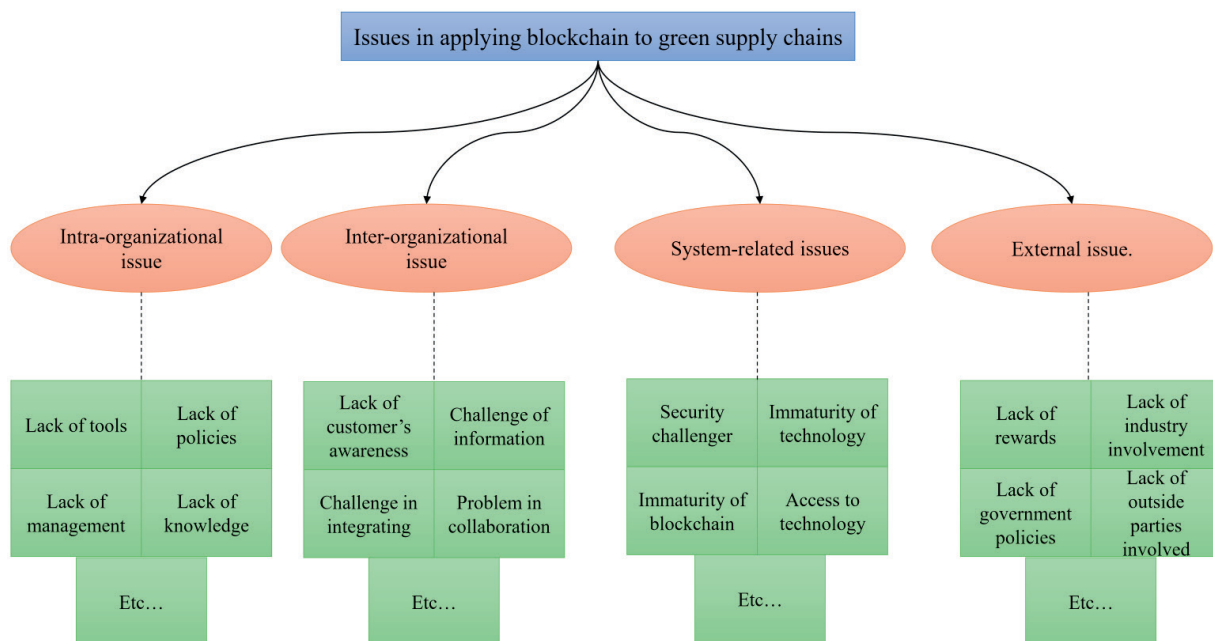 Issues in applying blockchain to green supply chains
Intra-organizational
issue
Inter-organizational
issue
System-related issues
External issue.
Lack of tools
Lack of
policies
Lack of
management
Lack of
knowledge
Etc…
Lack of
customer’s
awareness
Challenge of
information
Challenge in
integrating
Problem in
collaboration
Etc…
Security
challenger
Immaturity of
technology
Immaturity of
blockchain
Access to
technology
Etc…
Lack of
rewards
Lack of
industry
involvement
Lack of
government
policies
Lack of
outside
parties
involved
Etc…